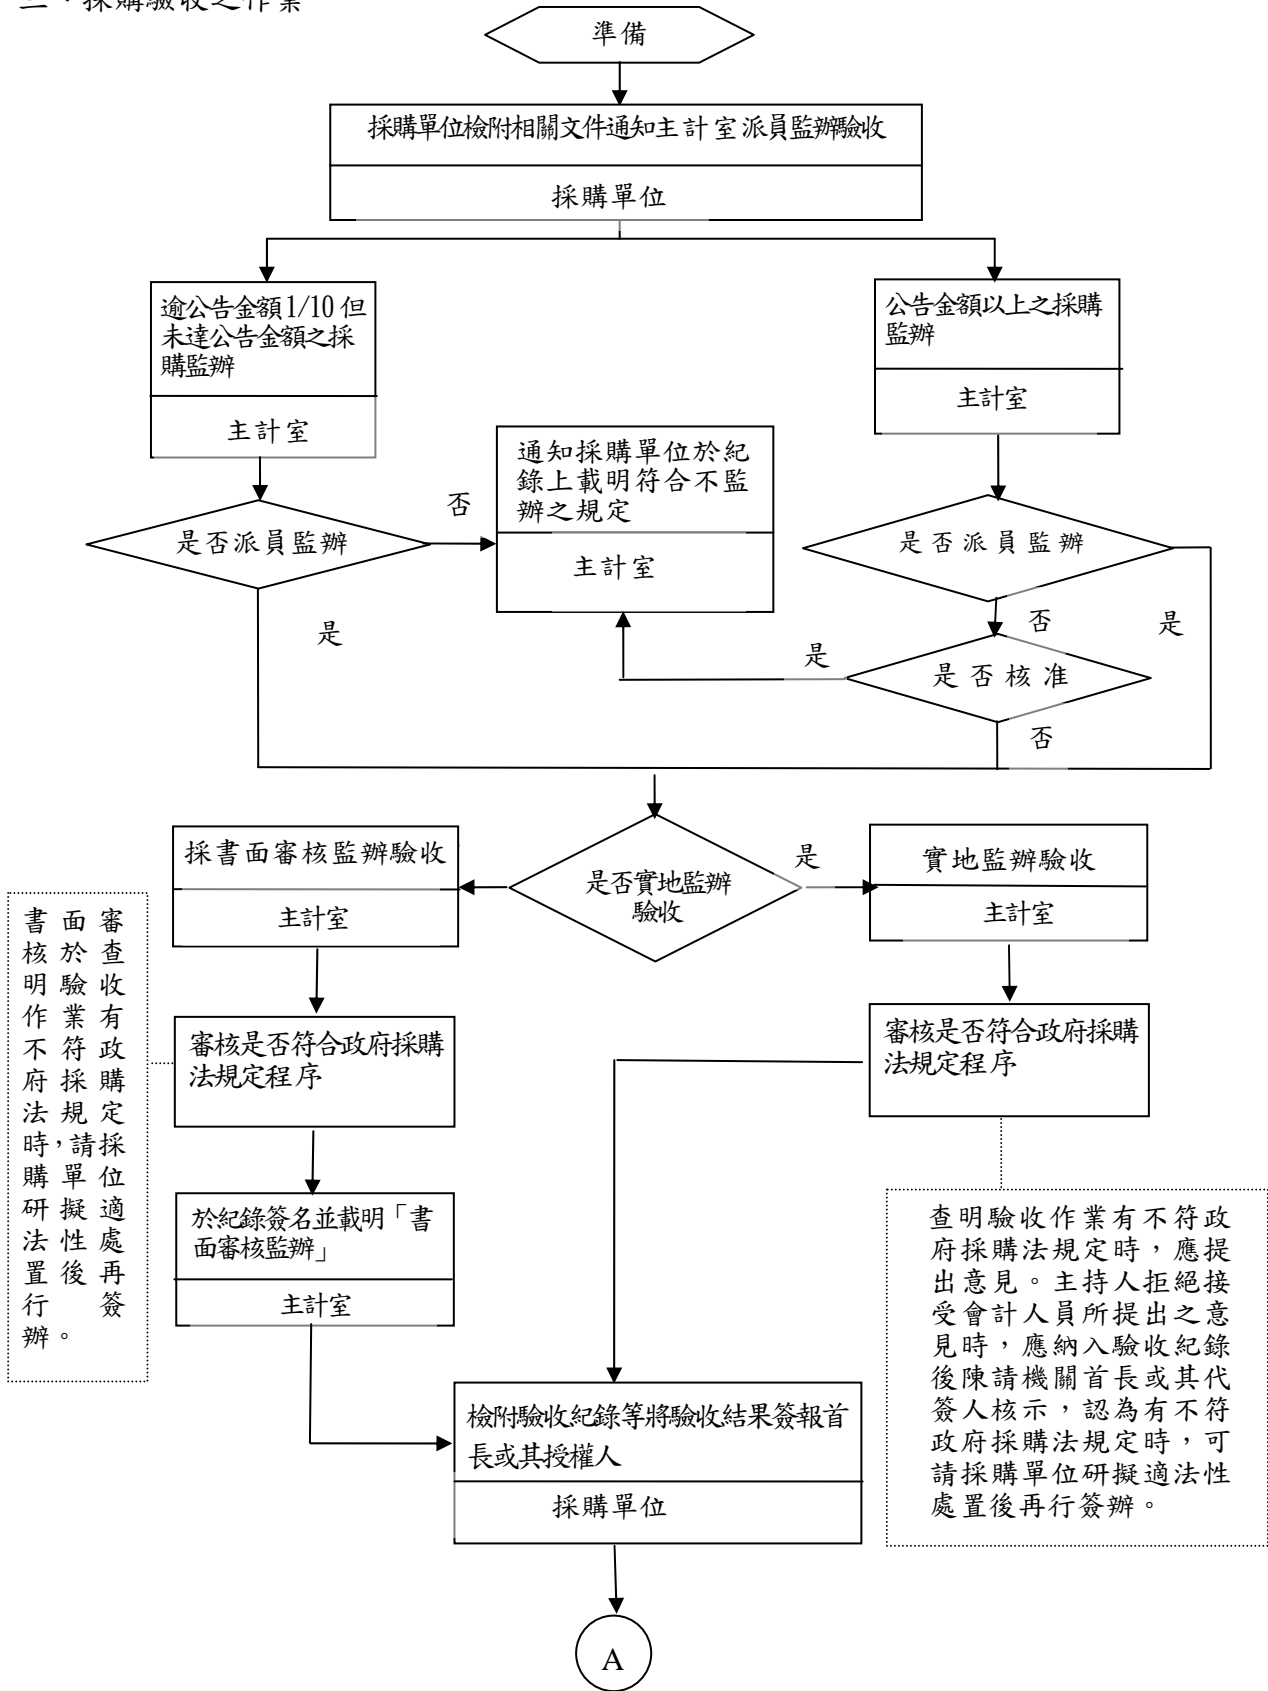 採購驗收之作業
準備
採購單位檢附相關文件通知主計室派員監辦驗收
採購單位
逾公告金額1/10但
未達公告金額之採
購監辦
主計室
公告金額以上之採購
監辦
主計室
通知採購單位於紀
錄上載明符合不監
辦之規定
主計室
否
是否派員監辦
是否派員監辦
是
否
是
是
是否核准
否
採書面審核監辦驗收
主計室
是否實地監辦
驗收
是
實地監辦驗收
主計室
書面審
核於查
明驗收
作業有
不符政
府採購
法規定
時,請採
購單位
研擬適
法性處
置後再
行簽
辦。
審核是否符合政府採購
法規定程序
審核是否符合政府採購
法規定程序
於紀錄簽名並載明「書
面審核監辦」
主計室
查明驗收作業有不符政
府採購法規定時，應提
出意見。主持人拒絕接
受會計人員所提出之意
見時，應納入驗收紀錄
後陳請機關首長或其代
簽人核示，認為有不符
政府採購法規定時，可
請採購單位研擬適法性
處置後再行簽辦。
檢附驗收紀錄等將驗收結果簽報首
長或其授權人
採購單位
A